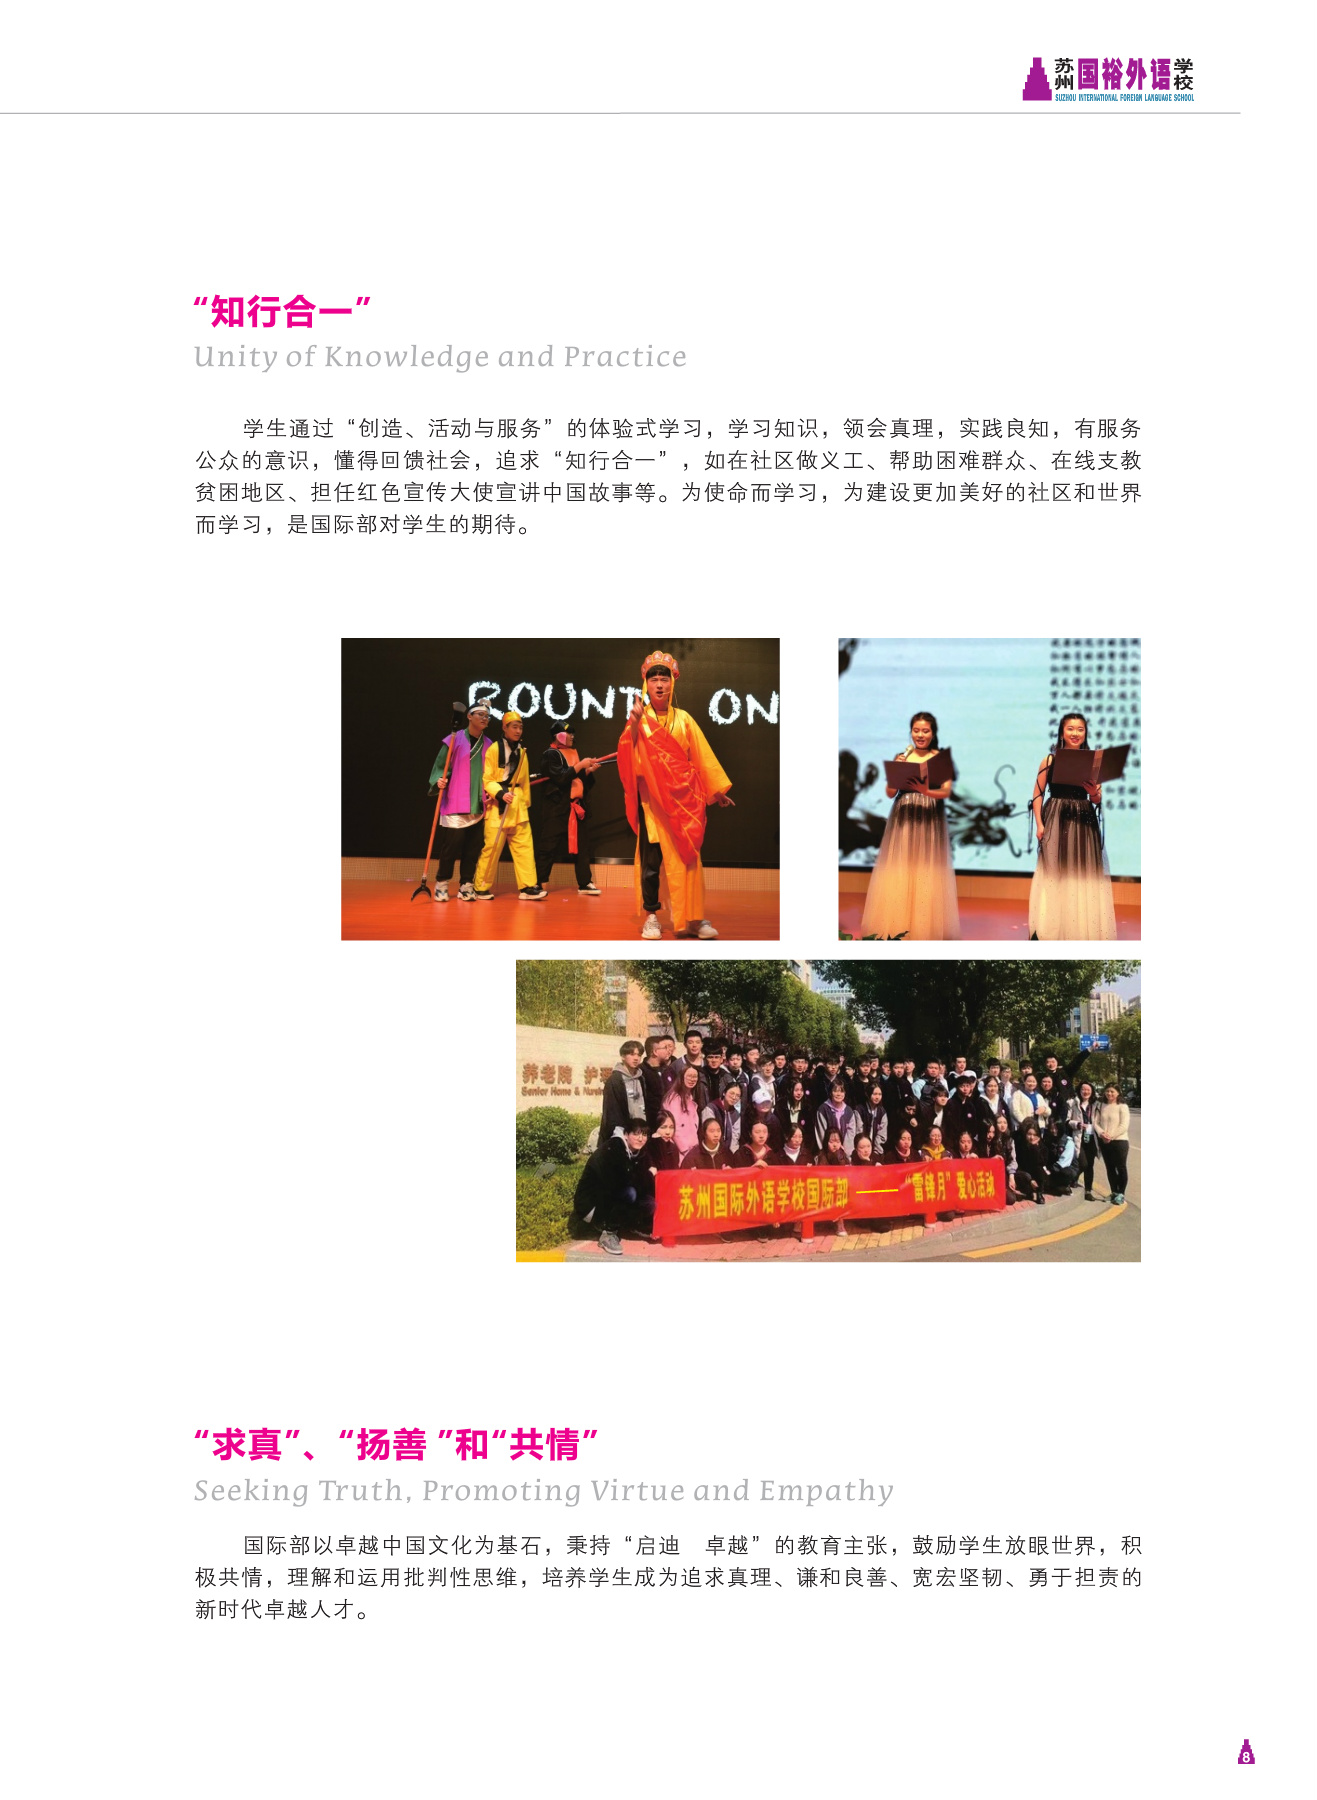 苏州国裕外语学校
SUZHOU INTERNATIONAL FOREIGN LANGUAGE SCHOOL
“知行合一”
Unity of Knowledge and Practice
学生通过“创造、活动与服务”的体验式学习，学习知识，领会真理，实践良知，有服务
公众的意识，懂得回馈社会，追求“知行合一”，如在社区做义工、帮助困难群众、在线支教
贫困地区、担任红色宣传大使宣讲中国故事等。为使命而学习，为建设更加美好的社区和世界
而学习，是国际部对学生的期待。
ROUND ON
养老院 护理
Senior Home & Nursin
苏州国际外语学校国际部——“雷锋月”爱心活动
“求真”、“扬善 ”和“共情”
Seeking Truth, Promoting Virtue and Empathy
国际部以卓越中国文化为基石，秉持“启迪 卓越”的教育主张，鼓励学生放眼世界，积
极共情，理解和运用批判性思维，培养学生成为追求真理、谦和良善、宽宏坚韧、勇于担责的
新时代卓越人才。
8